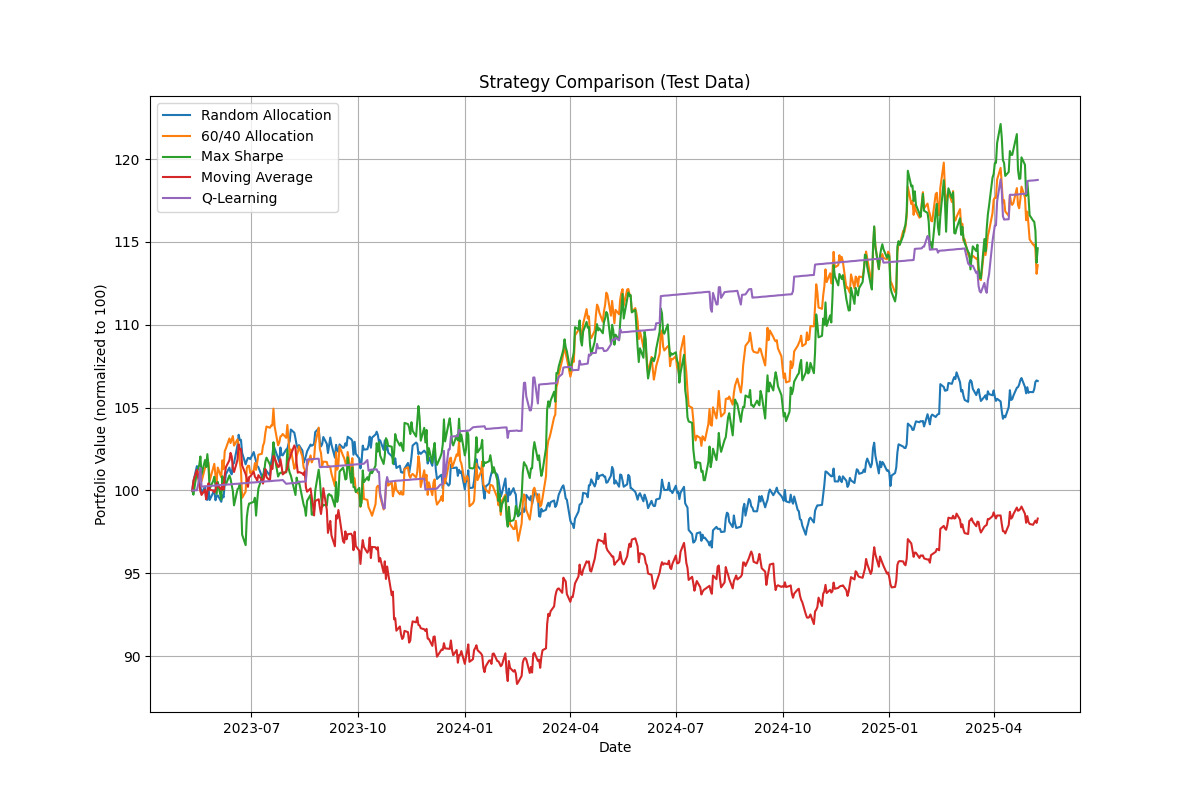 Strategy Comparison (Test Data)
Random Allocation
60/40 Allocation
Max Sharpe
Moving Average
Q-Learning
Portfolio Value (normalized to 100)
120
115
110
105
100
95
90
2023-07
2023-10
2024-01
2024-04
2024-07
2024-10
2025-01
2025-04
Date